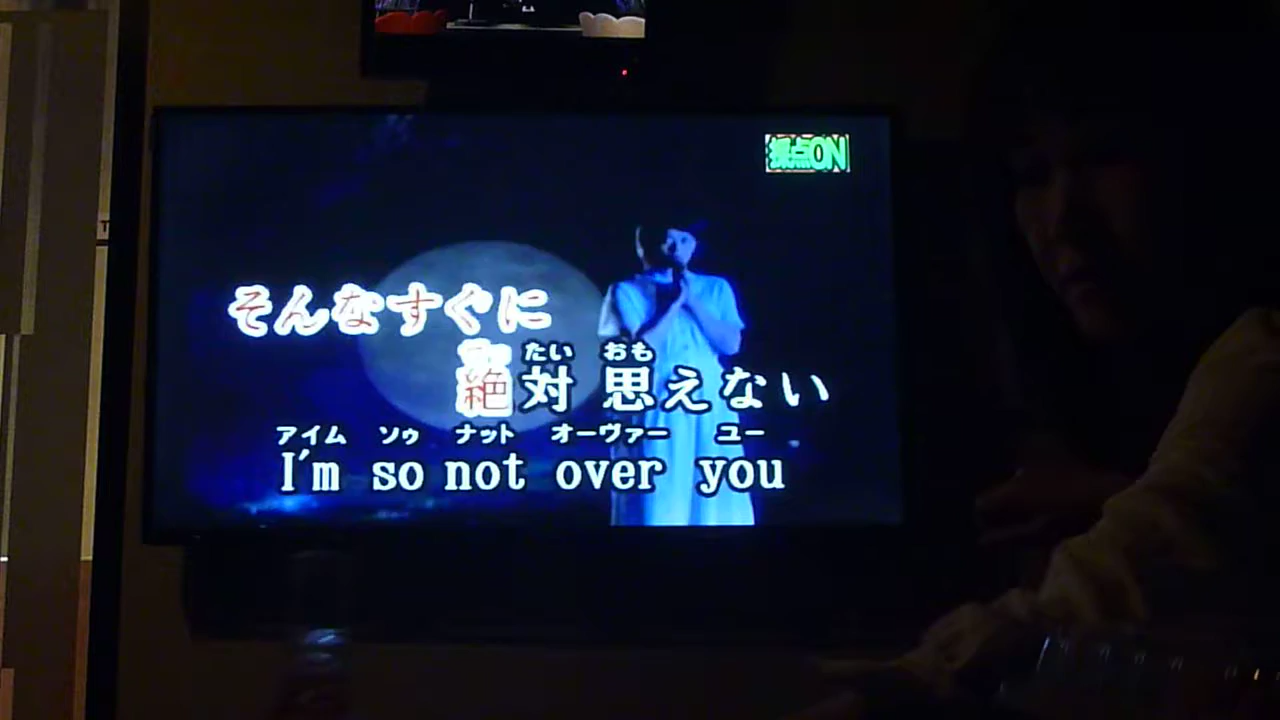 採点ON
そんなすぐに
たい おも
絶対 思えない
アイム ソゥ ナット オーヴァー ユー
I'm so not over you